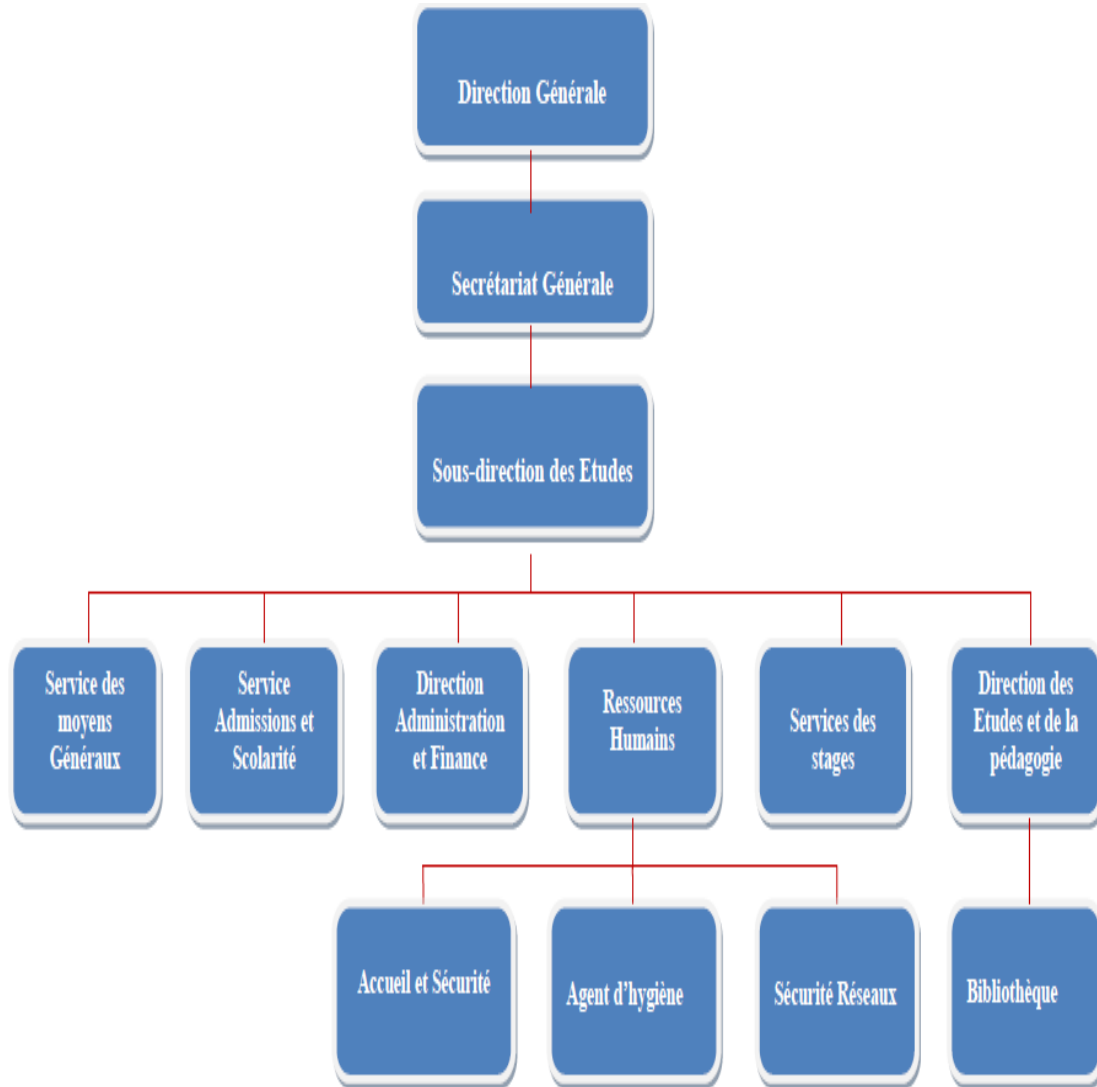 Direction Générale
Secrétariat Générale
Sous-direction des Etudes
Service des
moyens
Généraux
Service
Admissions et
Scolarité
Direction
Administration
et Finance
Ressources
Humains
Services des
stages
Direction des
Etudes et de la
pédagogie
Accueil et Sécurité
Agent d’hygiène
Sécurité Réseaux
Bibliothèque